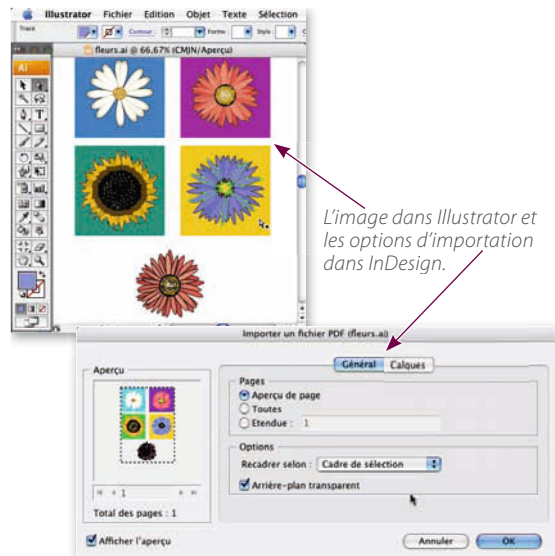 Illustrator Fichier Edition Objet Texte Sélection
Tracé Contour : Forme Style
fleurs.ai @ 66,67% (CMJN/Aperçu)
Ai
L'image dans Illustrator et
les options d'importation
dans InDesign.
Importer un fichier PDF (fleurs.ai)
Aperçu
1
Total des pages : 1
Afficher l'aperçu
Général Calques
Pages
Aperçu de page
Toutes
Etendue : 1
Options
Recadrer selon : Cadre de sélection
Arrière-plan transparent
Annuler OK